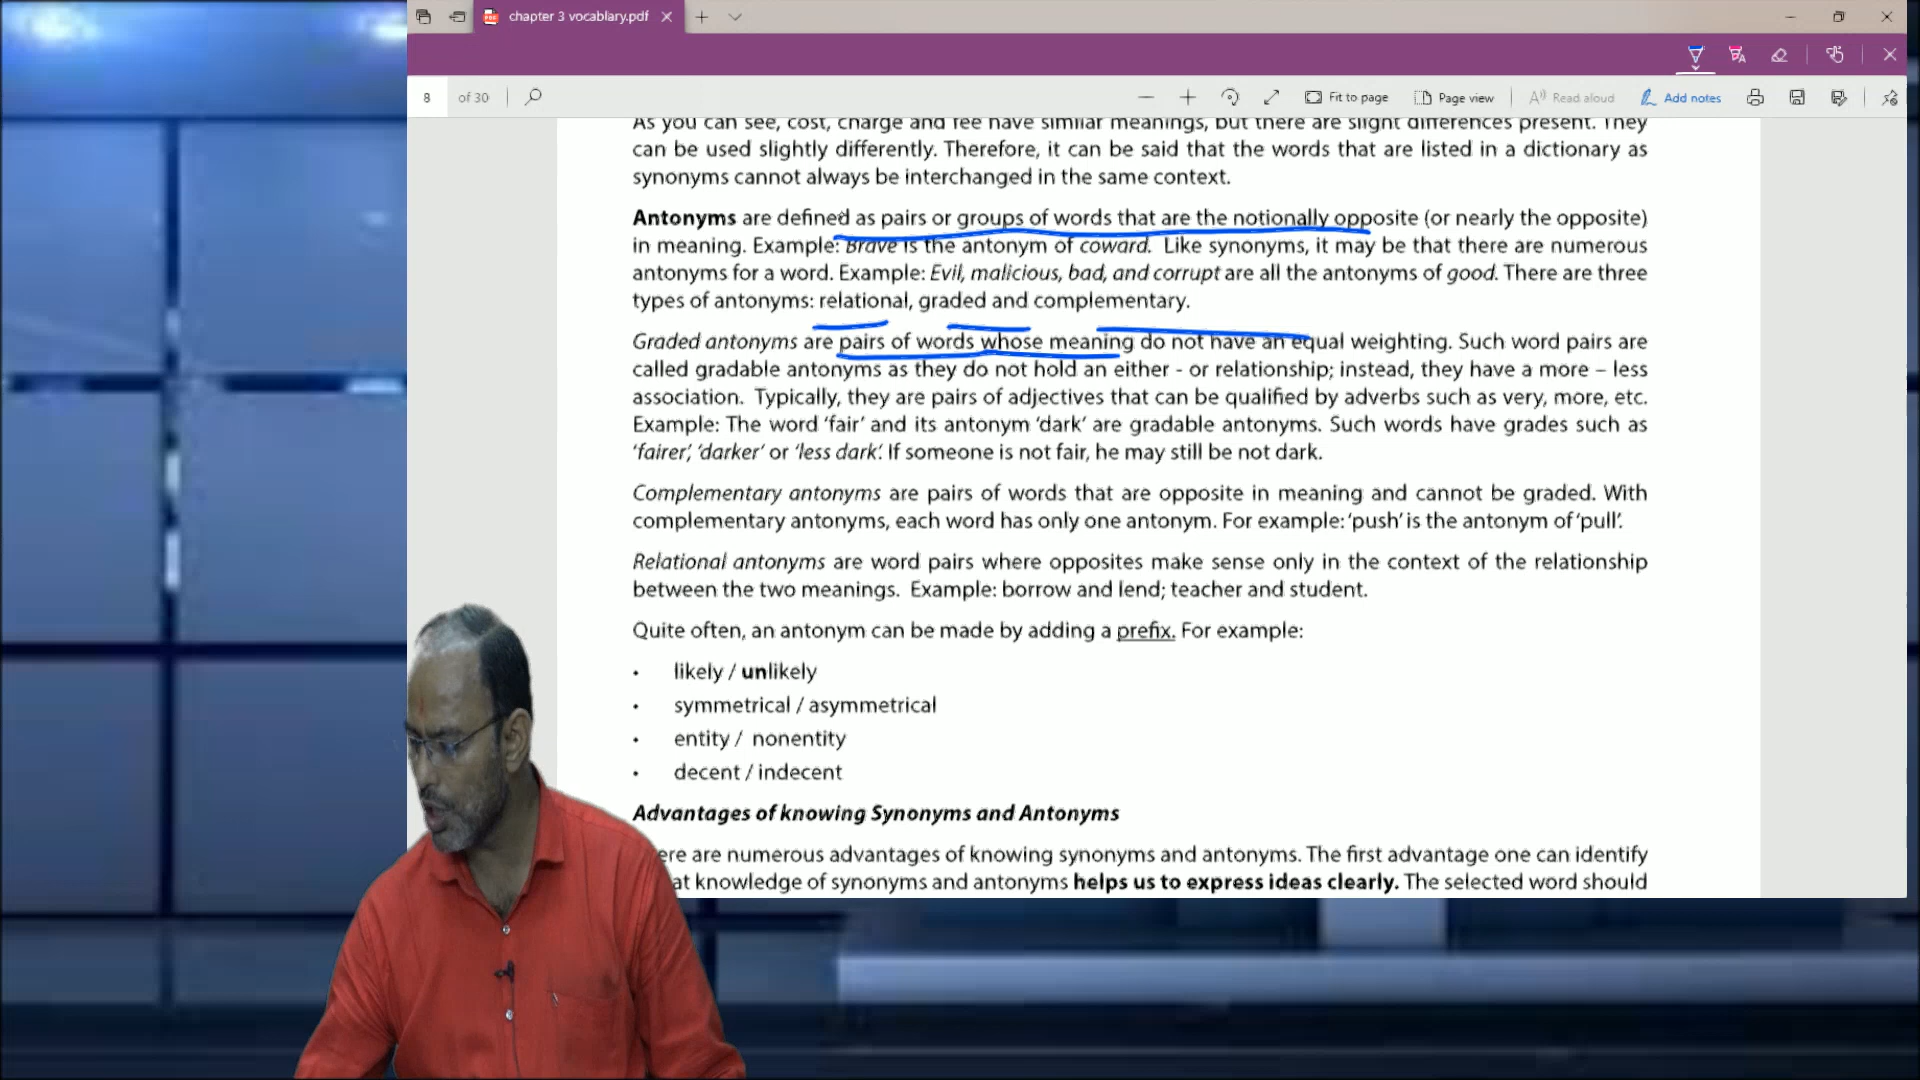 chapter 3 vocablary.pdf
8 of 30 Fit to page Page view Read aloud Add notes
As you can see, cost, charge and fee have similar meanings, but there are slight differences present. They
can be used slightly differently. Therefore, it can be said that the words that are listed in a dictionary as
synonyms cannot always be interchanged in the same context.
Antonyms are defined as pairs or groups of words that are the notionally opposite (or nearly the opposite)
in meaning. Example: Brave is the antonym of coward. Like synonyms, it may be that there are numerous
antonyms for a word. Example: Evil, malicious, bad, and corrupt are all the antonyms of good. There are three
types of antonyms: relational, graded and complementary.
Graded antonyms are pairs of words whose meaning do not have an equal weighting. Such word pairs are
called gradable antonyms as they do not hold an either - or relationship; instead, they have a more – less
association. Typically, they are pairs of adjectives that can be qualified by adverbs such as very, more, etc.
Example: The word ‘fair’ and its antonym ‘dark’ are gradable antonyms. Such words have grades such as
‘fairer’, ‘darker’ or ‘less dark’. If someone is not fair, he may still be not dark.
Complementary antonyms are pairs of words that are opposite in meaning and cannot be graded. With
complementary antonyms, each word has only one antonym. For example: ‘push’ is the antonym of ‘pull’.
Relational antonyms are word pairs where opposites make sense only in the context of the relationship
between the two meanings. Example: borrow and lend; teacher and student.
Quite often, an antonym can be made by adding a prefix. For example:
• likely / unlikely
• symmetrical / asymmetrical
• entity / nonentity
• decent / indecent
Advantages of knowing Synonyms and Antonyms
ere are numerous advantages of knowing synonyms and antonyms. The first advantage one can identify
at knowledge of synonyms and antonyms helps us to express ideas clearly. The selected word should